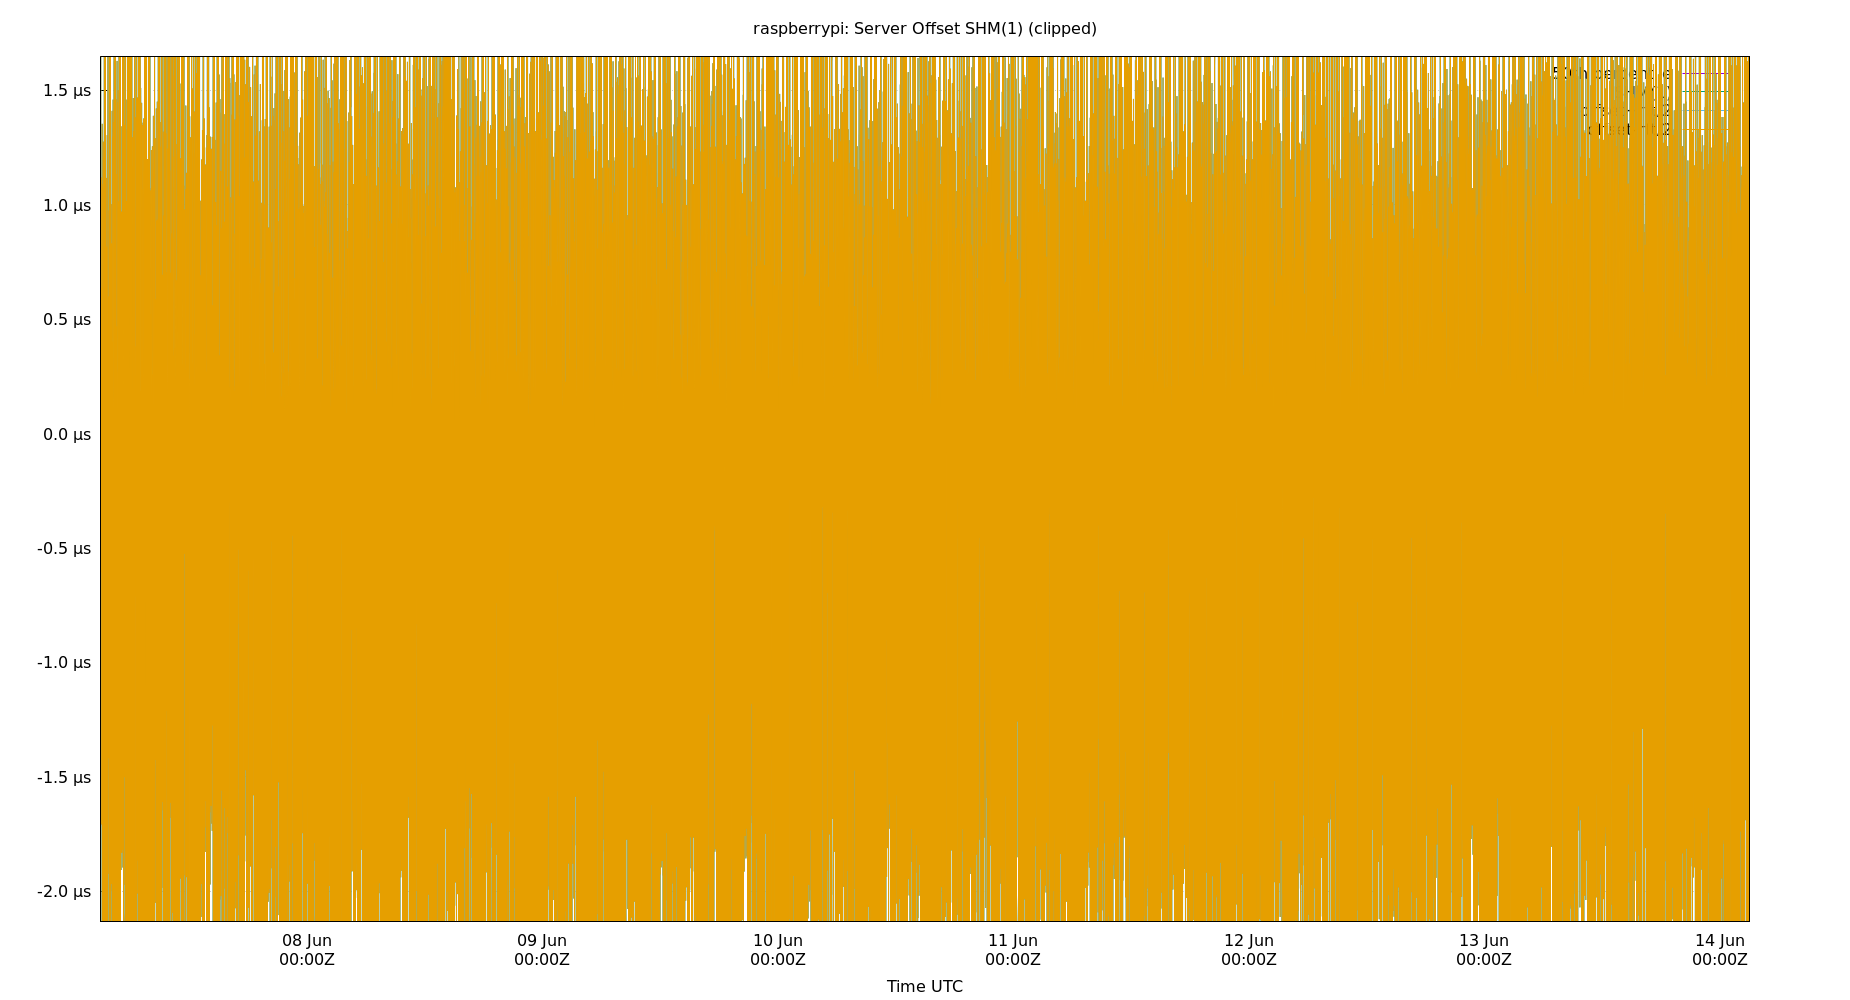 raspberrypi: Server Offset SHM(1) (clipped)
1.5 µs
1.0 µs
0.5 µs
0.0 µs
-0.5 µs
-1.0 µs
-1.5 µs
-2.0 µs
08 Jun 09 Jun 10 Jun 11 Jun 12 Jun 13 Jun 14 Jun
00:00Z 00:00Z 00:00Z 00:00Z 00:00Z 00:00Z 00:00Z
Time UTC